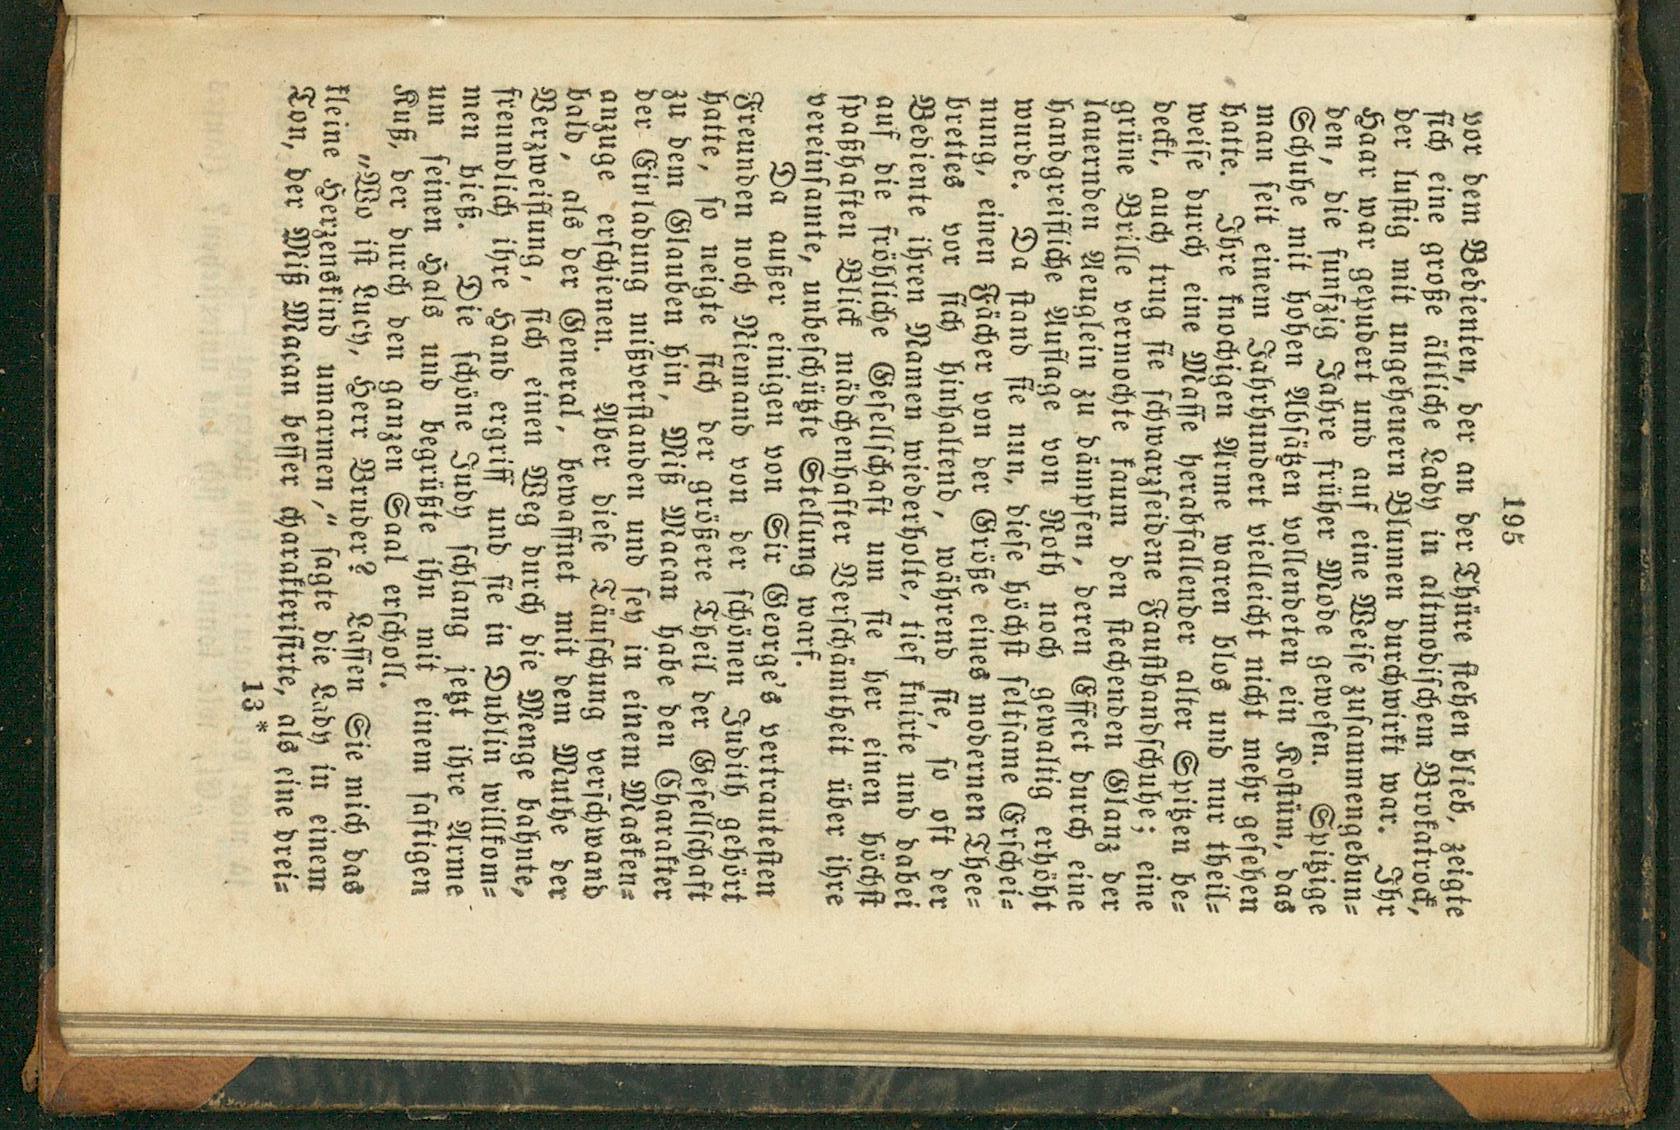 195
vor dem Bedienten, der an der Thüre stehen blieb, zeigte
sich eine große ältliche Lady in altmodischem Brokatrock,
der lustig mit ungeheuern Blumen durchwirkt war. Ihr
Haar war gepudert und auf eine Weise zusammengebun⸗
den, die funfzig Jahre früher Mode gewesen. Spitzige
Schuhe mit hohen Absätzen vollendeten ein Kostüm, das
man seit einem Jahrhundert vielleicht nicht mehr gesehen
hatte. Ihre knochigen Arme waren blos und nur theil⸗
weise durch eine Masse herabfallender alter Spitzen be⸗
deckt, auch trug sie schwarzseidene Fausthandschuhe; eine
grüne Brille vermochte kaum den stechenden Glanz der
lauernden Aeuglein zu dämpfen, deren Effect durch eine
handgreifliche Auflage von Roth noch gewaltig erhöht
wurde. Da stand sie nun, diese höchst seltsame Erschei⸗
nung, einen Fächer von der Größe eines modernen Thee⸗
brettes vor sich hinhaltend, während sie, so oft der
Bediente ihren Namen wiederholte, tief knixte und dabei
auf die fröhliche Gesellschaft um sie her einen höchst
spaßhaften Blick mädchenhafter Verschämtheit über ihre
vereinsamte, unbeschützte Stellung warf.
Da außer einigen von Sir George's vertrautesten
Freunden noch Niemand von der schönen Judith gehört
hatte, so neigte sich der größere Theil der Gesellschaft
zu dem Glauben hin, Miß Macan habe den Charakter
der Einladung mißverstanden und sey in einem Masken⸗
anzuge erschienen. Aber diese Täuschung verschwand
bald, als der General, bewaffnet mit dem Muthe der
Verzweiflung, sich einen Weg durch die Menge bahnte,
freundlich ihre Hand ergriff und sie in Dublin willkom⸗
men hieß. Die schöne Judy schlang jetzt ihre Arme
um seinen Hals und begrüßte ihn mit einem saftigen
Kuß, der durch den ganzen Saal erscholl.
„Wo ist Lucy, Herr Bruder? Lassen Sie mich das
kleine Herzenskind umarmen,“ sagte die Lady in einem
Ton, der Miß Macan besser charakterisirte, als eine drei⸗
13*